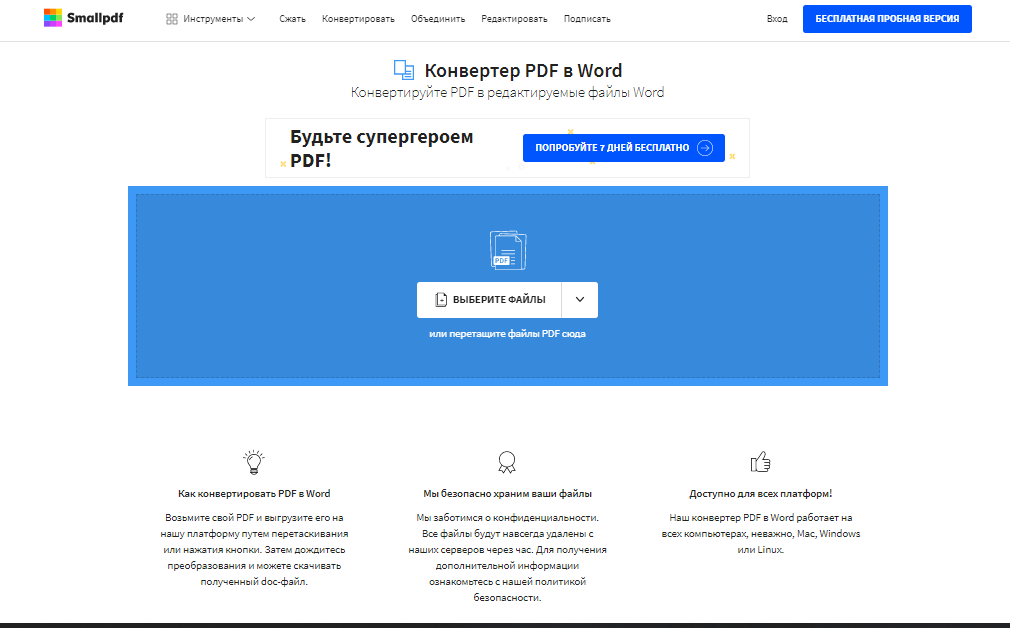 Smallpdf
Инструменты
Сжать
Конвертировать
Объединить
Редактировать
Подписать
Вход
БЕСПЛАТНАЯ ПРОБНАЯ ВЕРСИЯ
Конвертер PDF в Word
Конвертируйте PDF в редактируемые файлы Word
Будьте супергероем
PDF!
ПОПРОБУЙТЕ 7 ДНЕЙ БЕСПЛАТНО
PDF
ВЫБЕРИТЕ ФАЙЛЫ
или перетащите файлы PDF сюда
Как конвертировать PDF в Word
Возьмите свой PDF и выгрузите его на
нашу платформу путем перетаскивания
или нажатия кнопки. Затем дождитесь
преобразования и можете скачивать
полученный doc-файл.
Мы безопасно храним ваши файлы
Мы заботимся о конфиденциальности.
Все файлы будут навсегда удалены с
наших серверов через час. Для получения
дополнительной информации
ознакомьтесь с нашей политикой
безопасности.
Доступно для всех платформ!
Наш конвертер PDF в Word работает на
всех компьютерах, неважно, Mac, Windows
или Linux.